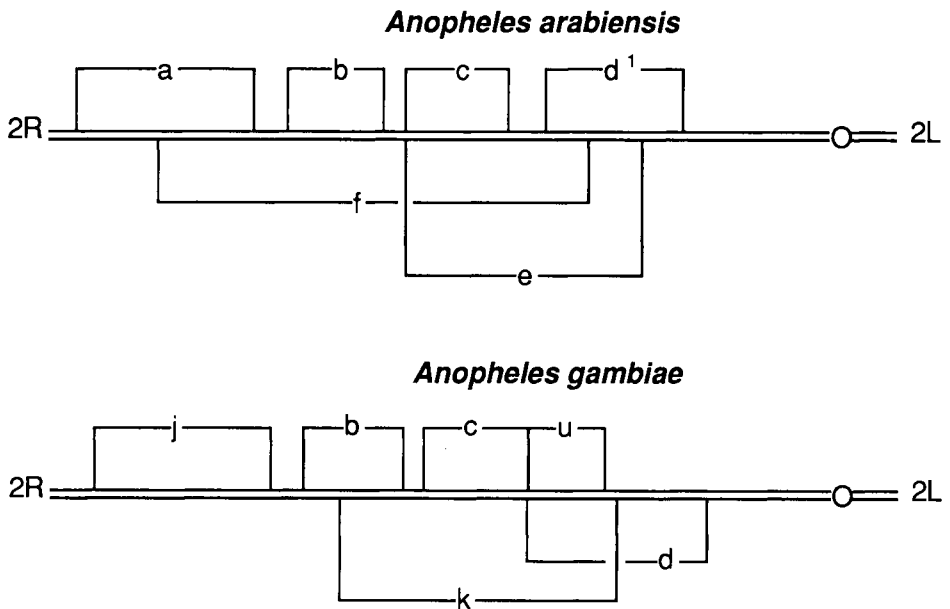 Anopheles arabiensis
a b c d 1
2R 2L
f
e
Anopheles gambiae
j b c u
2R 2L
d
k